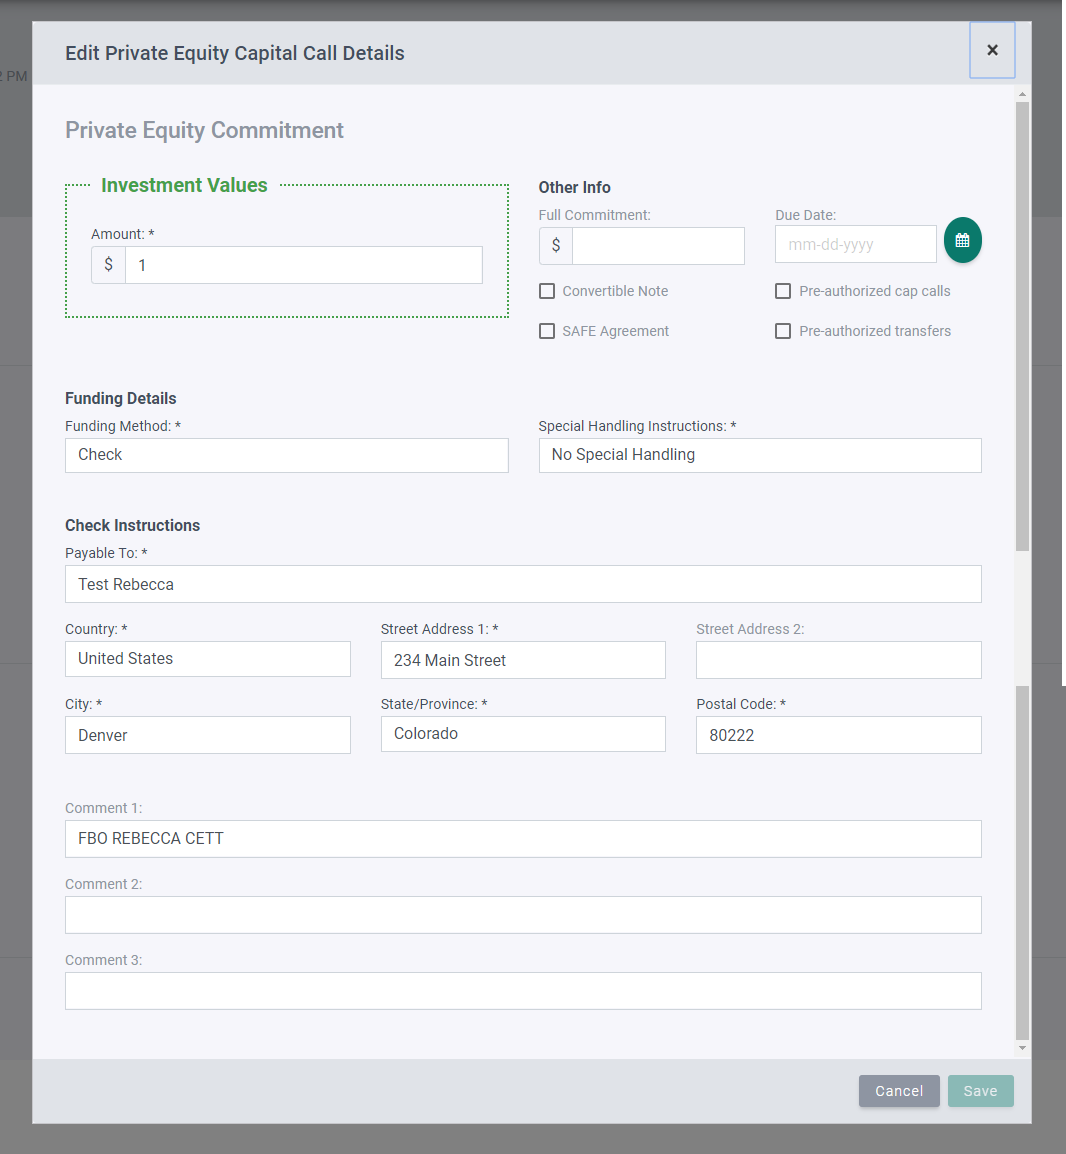 Edit Private Equity Capital Call Details
×
2 PM
Private Equity Commitment
Investment Values
Amount: *
$ 1
Other Info
Full Commitment:
$
Due Date:
mm-dd-yyyy
Convertible Note
Pre-authorized cap calls
SAFE Agreement
Pre-authorized transfers
Funding Details
Funding Method: *
Check
Special Handling Instructions: *
No Special Handling
Check Instructions
Payable To: *
Test Rebecca
Country: *
United States
Street Address 1: *
234 Main Street
Street Address 2:
City: *
Denver
State/Province: *
Colorado
Postal Code: *
80222
Comment 1:
FBO REBECCA CETT
Comment 2:
Comment 3:
Cancel
Save